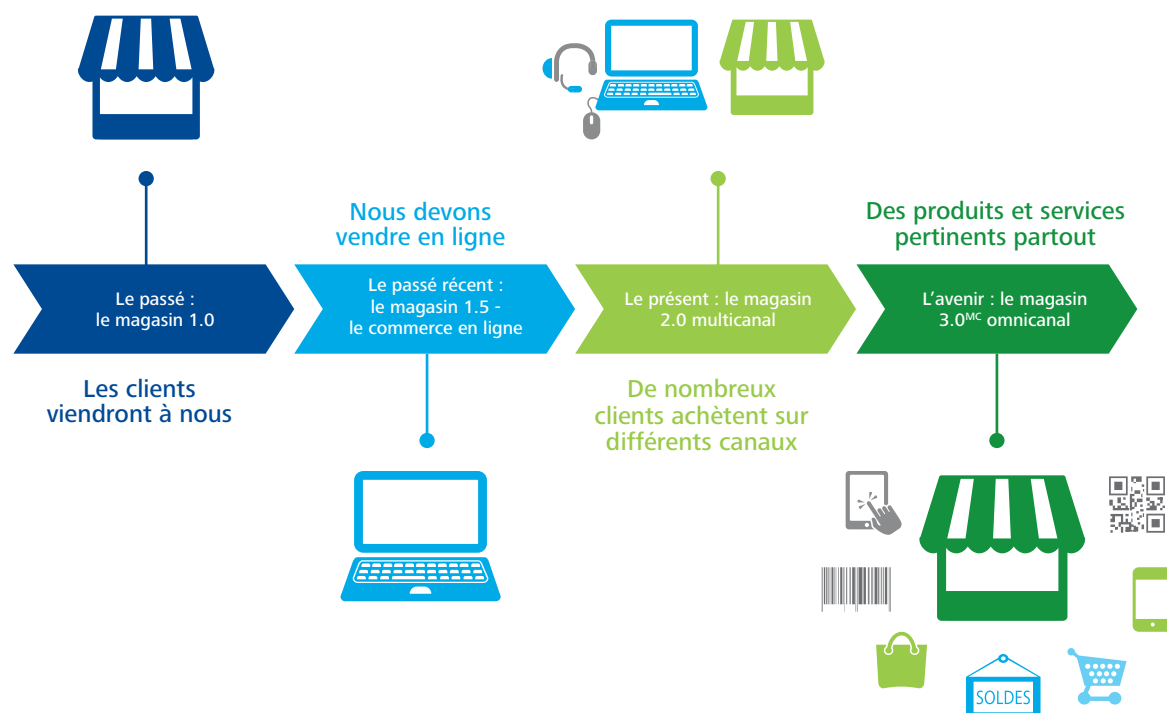 Nous devons
vendre en ligne
Des produits et services
pertinents partout
Le passé :
le magasin 1.0
Le passé récent :
le magasin 1.5 -
le commerce en ligne
Le présent : le magasin
2.0 multicanal
L'avenir : le magasin
3.0ᴹᶜ omnicanal
Les clients
viendront à nous
De nombreux
clients achètent sur
différents canaux
SOLDES